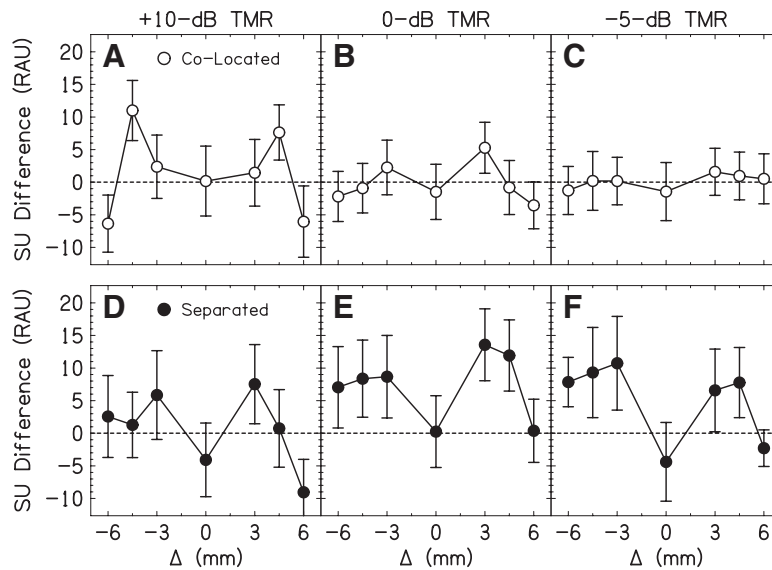 +10-dB TMR
0-dB TMR
-5-dB TMR
SU Difference (RAU)
20
15
10
5
0
-5
-10
A
Co-Located
B
C
SU Difference (RAU)
20
15
10
5
0
-5
-10
D
Separated
E
F
-6 -3 0 3 6
-6 -3 0 3 6
-6 -3 0 3 6
Δ (mm)
Δ (mm)
Δ (mm)